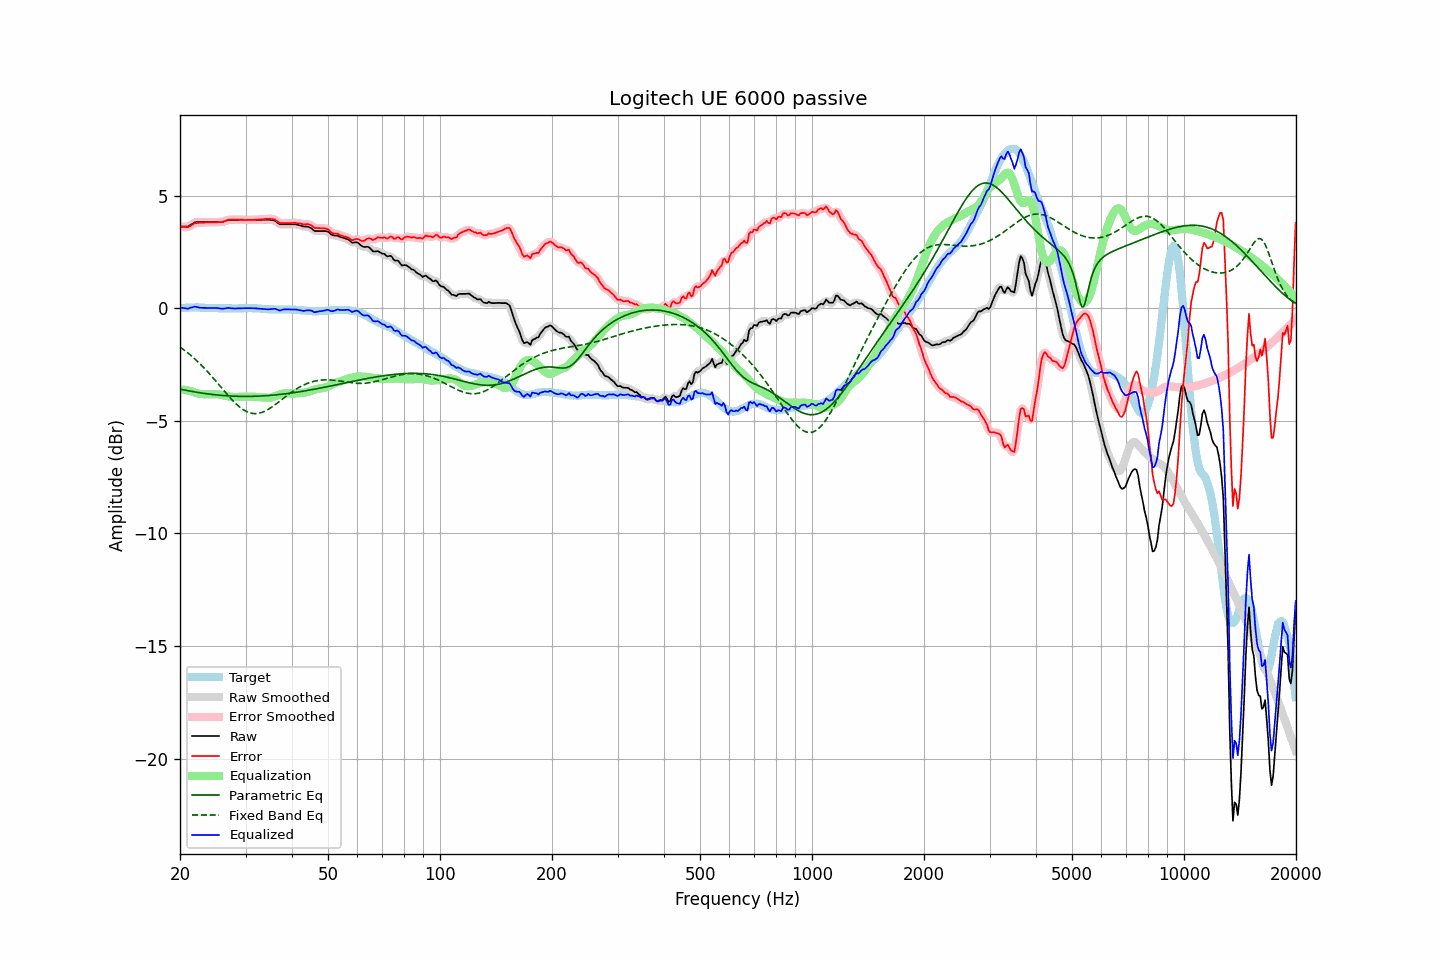 Logitech UE 6000 passive
Amplitude (dBr)
5
0
−5
−10
−15
−20
Target
Raw Smoothed
Error Smoothed
Raw
Error
Equalization
Parametric Eq
Fixed Band Eq
Equalized
20 50 100 200 500 1000 2000 5000 10000 20000
Frequency (Hz)